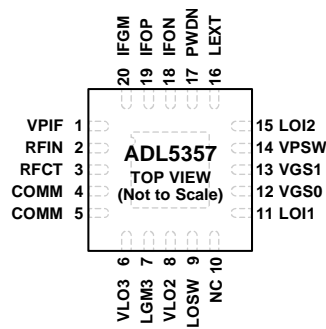 20 IFGM
19 IFOP
18 IFON
17 PWDN
16 LEXT
VPIF 1
RFIN 2
RFCT 3
COMM 4
COMM 5
ADL5357
TOP VIEW
(Not to Scale)
15 LOI2
14 VPSW
13 VGS1
12 VGS0
11 LOI1
VLO3 6
LGM3 7
VLO2 8
LOSW 9
NC 10